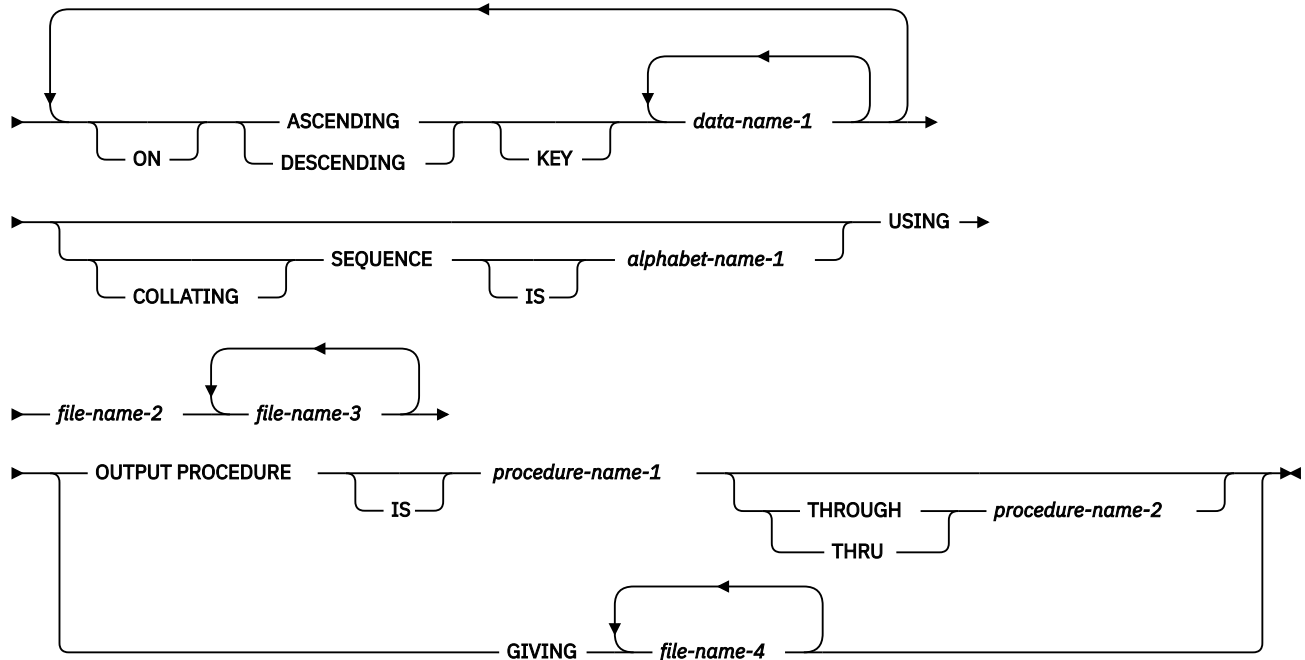 ASCENDING data-name-1
ON DESCENDING KEY
USING
SEQUENCE alphabet-name-1
COLLATING IS
file-name-2 file-name-3
OUTPUT PROCEDURE procedure-name-1
IS THROUGH procedure-name-2
THRU
GIVING file-name-4